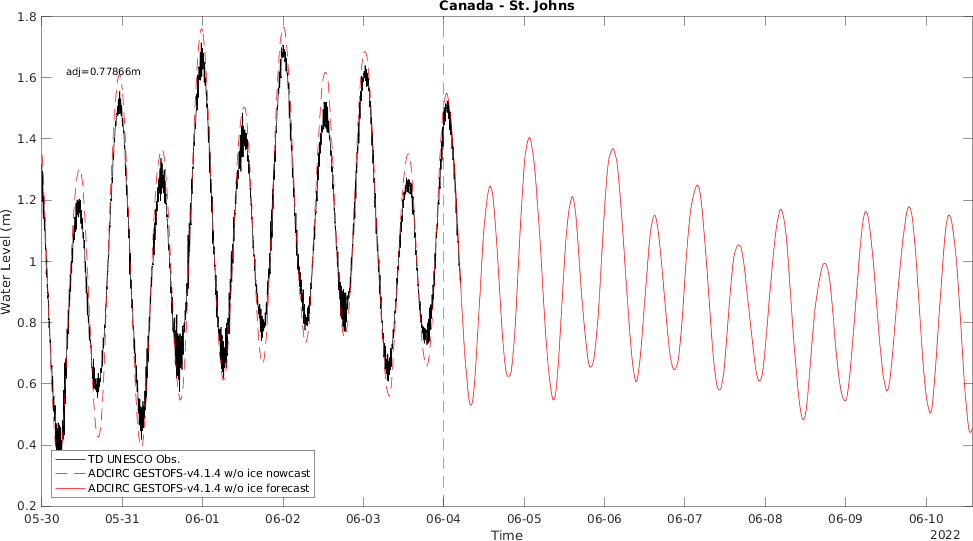 Canada - St. Johns
1.8
1.6
1.4
1.2
1
0.8
0.6
0.4
0.2
Water Level (m)
adj=0.77866m
TD UNESCO Obs.
ADCIRC GESTOFS-v4.1.4 w/o ice nowcast
ADCIRC GESTOFS-v4.1.4 w/o ice forecast
05-30 05-31 06-01 06-02 06-03 06-04 06-05 06-06 06-07 06-08 06-09 06-10
2022
Time